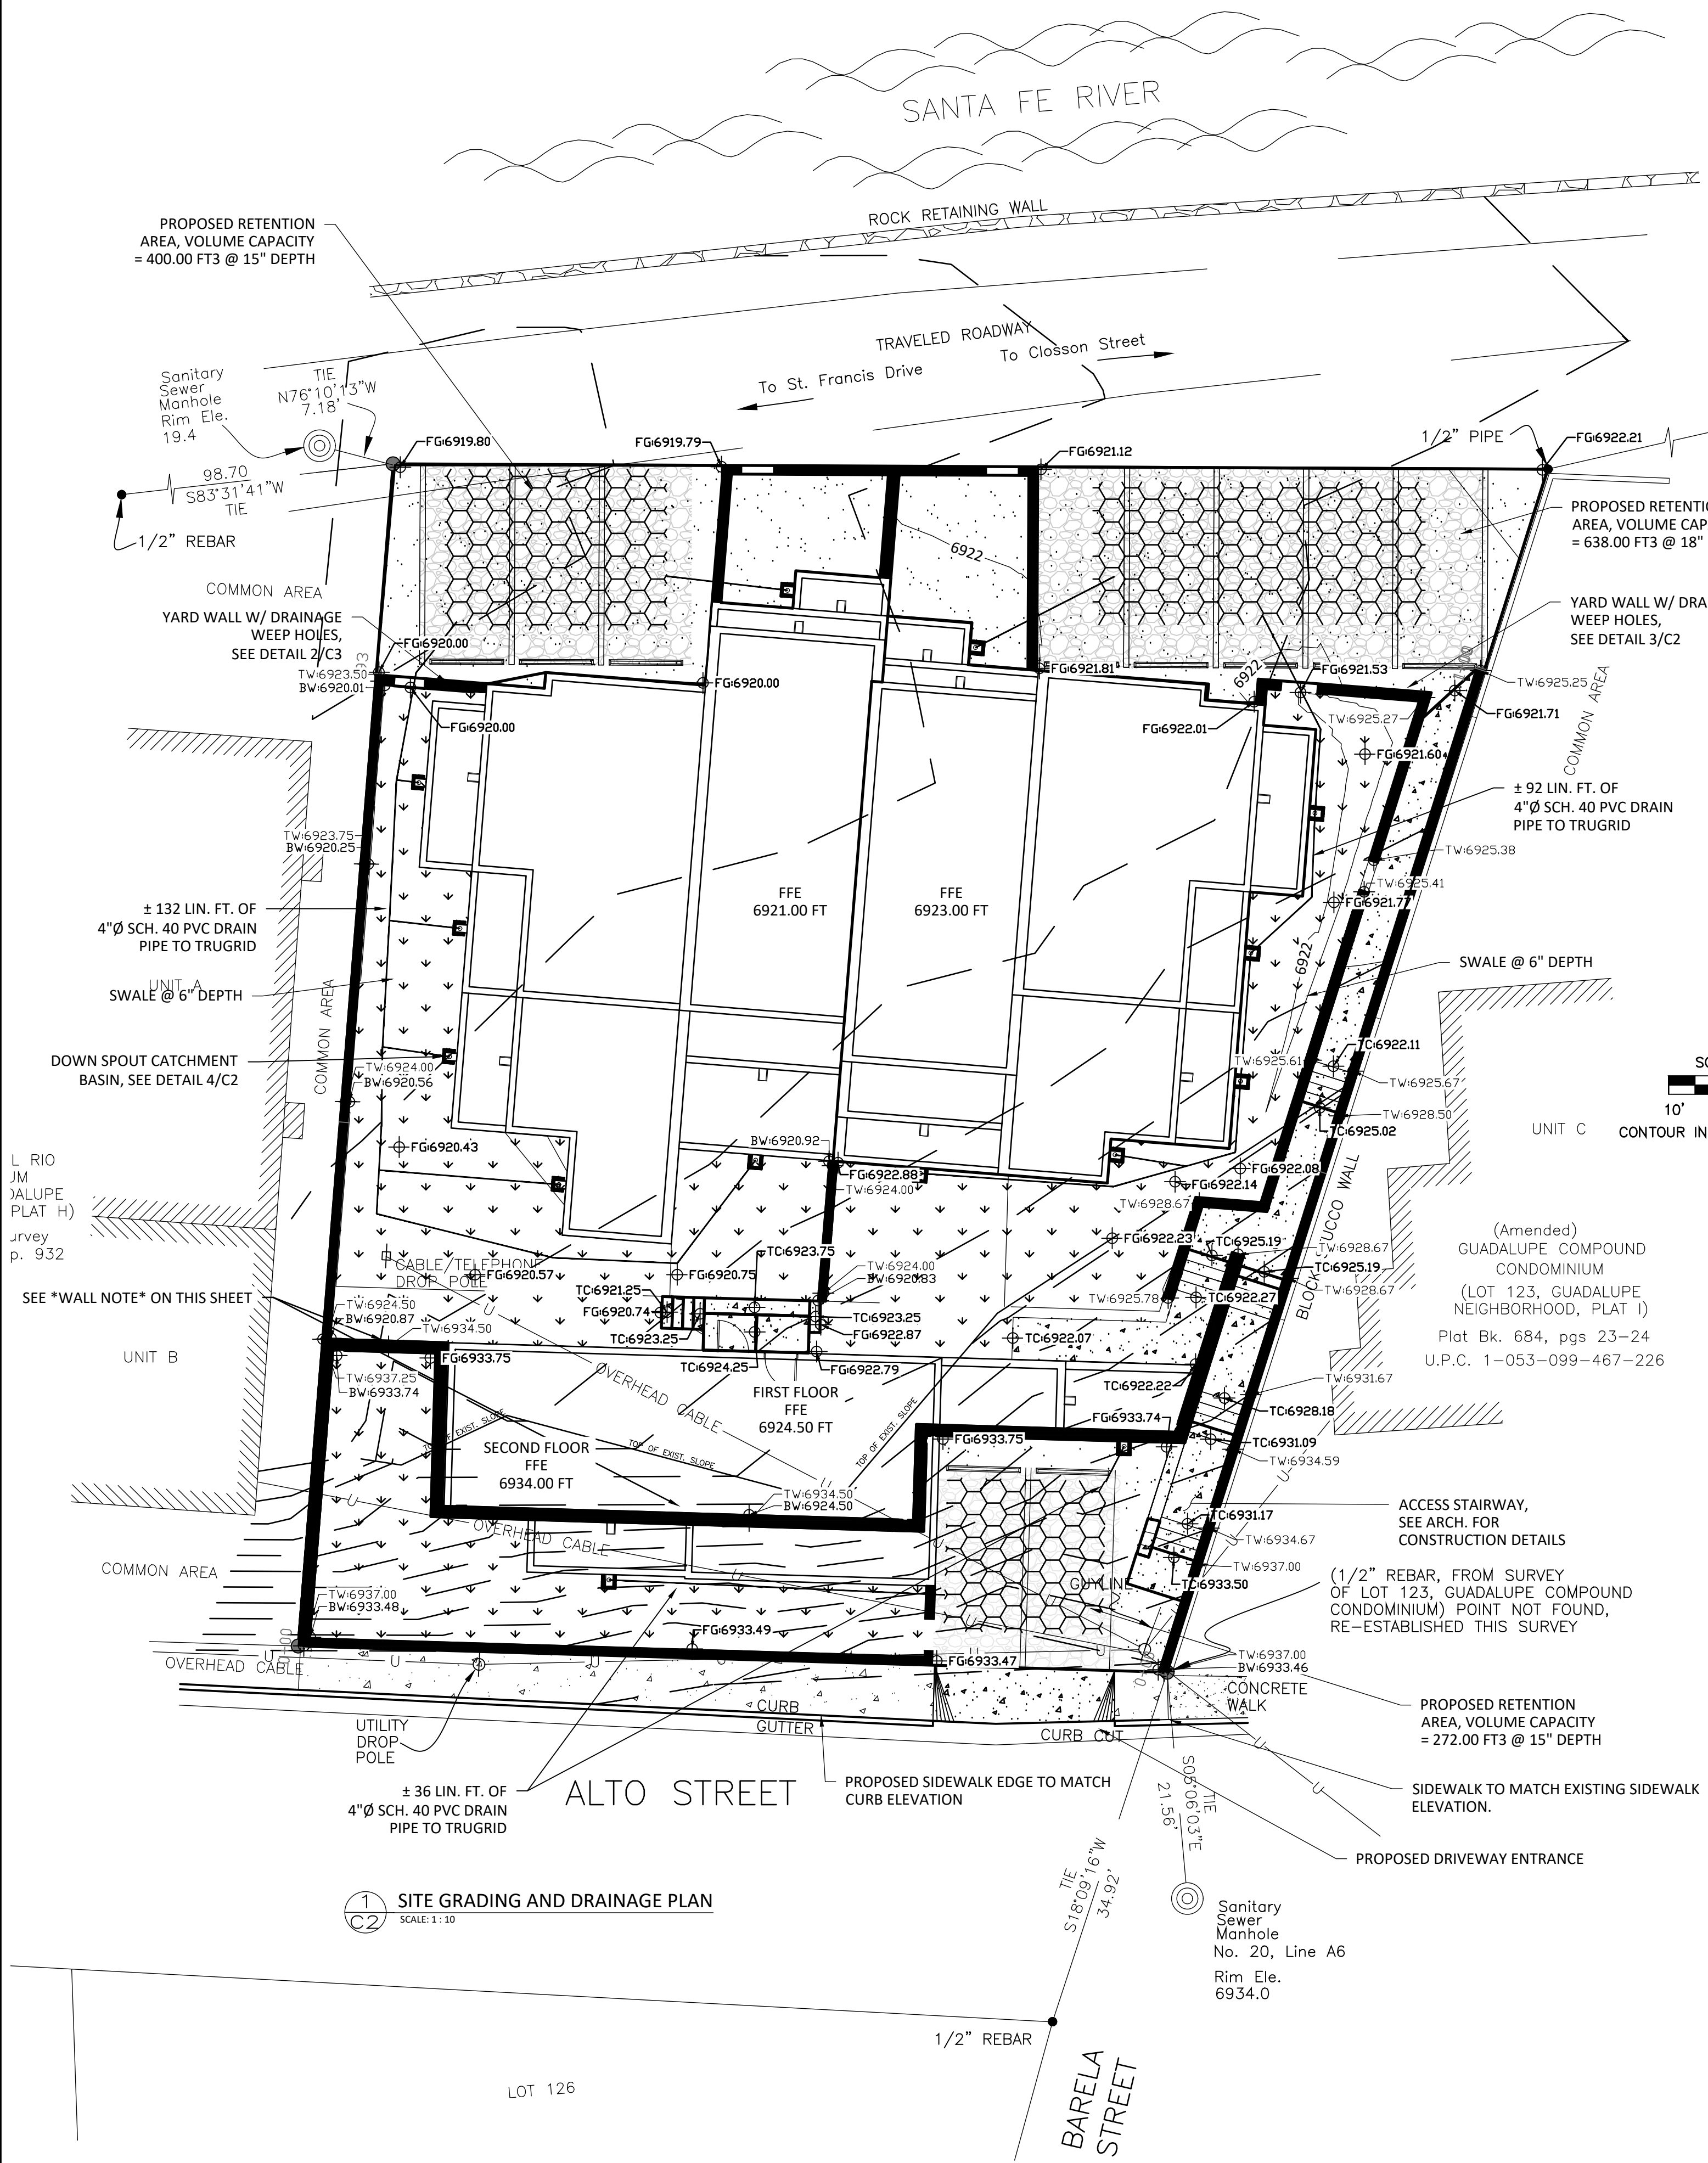 SANTA FE RIVER
ROCK RETAINING WALL
PROPOSED RETENTION
AREA, VOLUME CAPACITY
= 400.00 FT3 @ 15" DEPTH
TRAVELED ROADWAY
To Closson Street
To St. Francis Drive
Sanitary
Sewer
Manhole
Rim Ele.
19.4
TIE
N76°10'13"W
7.18'
98.70
S83°31'41"W
TIE
1/2" REBAR
FG:6919.80
FG:6919.79
FG:6921.12
1/2" PIPE
FG:6922.21
PROPOSED RETENTI
AREA, VOLUME CAP
= 638.00 FT3 @ 18"
6922
COMMON AREA
YARD WALL W/ DRAINAGE
WEEP HOLES,
SEE DETAIL 2/C3
YARD WALL W/ DRA
WEEP HOLES,
SEE DETAIL 3/C2
FG:6920.00
TW:6923.50
BW:6920.01
FG:6920.00
FG:6920.00
FG:6921.81
6922
FG:6921.53
TW:6925.25
FG:6921.71
TW:6925.27
FG:6922.01
FG:6921.60
COMMON AREA
± 92 LIN. FT. OF
4"Ø SCH. 40 PVC DRAIN
PIPE TO TRUGRID
TW:6923.75
BW:6920.25
TW:6925.38
TW:6925.41
FG:6921.77
FFE
6921.00 FT
FFE
6923.00 FT
± 132 LIN. FT. OF
4"Ø SCH. 40 PVC DRAIN
PIPE TO TRUGRID
UNIT A
SWALE @ 6" DEPTH
COMMON AREA
6922
SWALE @ 6" DEPTH
DOWN SPOUT CATCHMENT
BASIN, SEE DETAIL 4/C2
TW:6924.00
BW:6920.56
TC:6922.11
TW:6925.61
TW:6925.67
TW:6928.50
TC:6925.02
SC
10'
CONTOUR IN
UNIT C
FG:6920.43
BW:6920.92
FG:6922.88
TW:6924.00
FG:6922.08
FG:6922.14
TW:6928.67
BLOCK STUCCO WALL
L RIO
JM
DALUPE
PLAT H)
urvey
p. 932
FG:6922.23
TC:6925.19
TW:6928.67
TC:6925.19
TW:6928.67
TC:6922.27
TW:6925.78
(Amended)
GUADALUPE COMPOUND
CONDOMINIUM
(LOT 123, GUADALUPE
NEIGHBORHOOD, PLAT I)
Plat Bk. 684, pgs 23-24
U.P.C. 1-053-099-467-226
CABLE/TELEPHONE
DROP POLE
FG:6920.57
FG:6920.75
TC:6923.75
TW:6924.00
BW:6920.83
TC:6921.25
FG:6920.74
TC:6923.25
TC:6923.25
FG:6922.87
TC:6922.07
SEE *WALL NOTE* ON THIS SHEET
TW:6924.50
BW:6920.87
TW:6934.50
UNIT B
FG:6933.75
TW:6937.25
BW:6933.74
TC:6924.25
FG:6922.79
OVERHEAD CABLE
FIRST FLOOR
FFE
6924.50 FT
TC:6922.22
TW:6931.67
TC:6928.18
FG:6933.74
TC:6931.09
TW:6934.59
TOP OF EXIST. SLOPE
TOP OF EXIST. SLOPE
TOP OF EXIST. SLOPE
FG:6933.75
SECOND FLOOR
FFE
6934.00 FT
TW:6934.50
BW:6924.50
OVERHEAD CABLE
TC:6931.17
TW:6934.67
TW:6937.00
TC:6933.50
ACCESS STAIRWAY,
SEE ARCH. FOR
CONSTRUCTION DETAILS
GUYLINE
COMMON AREA
TW:6937.00
BW:6933.48
FG:6933.49
FG:6933.47
(1/2" REBAR, FROM SURVEY
OF LOT 123, GUADALUPE COMPOUND
CONDOMINIUM) POINT NOT FOUND,
RE-ESTABLISHED THIS SURVEY
TW:6937.00
BW:6933.46
OVERHEAD CABLE
CONCRETE
WALK
CURB
GUTTER
CURB CUT
UTILITY
DROP
POLE
PROPOSED RETENTION
AREA, VOLUME CAPACITY
= 272.00 FT3 @ 15" DEPTH
± 36 LIN. FT. OF
4"Ø SCH. 40 PVC DRAIN
PIPE TO TRUGRID
ALTO STREET
PROPOSED SIDEWALK EDGE TO MATCH
CURB ELEVATION
SIDEWALK TO MATCH EXISTING SIDEWALK
ELEVATION.
PROPOSED DRIVEWAY ENTRANCE
TIE
S05°06'03"E
21.56'
TIE
S18°09'16"W
34.92'
1
C2
SITE GRADING AND DRAINAGE PLAN
SCALE: 1 : 10
Sanitary
Sewer
Manhole
No. 20, Line A6
Rim Ele.
6934.0
1/2" REBAR
BARELA
STREET
LOT 126